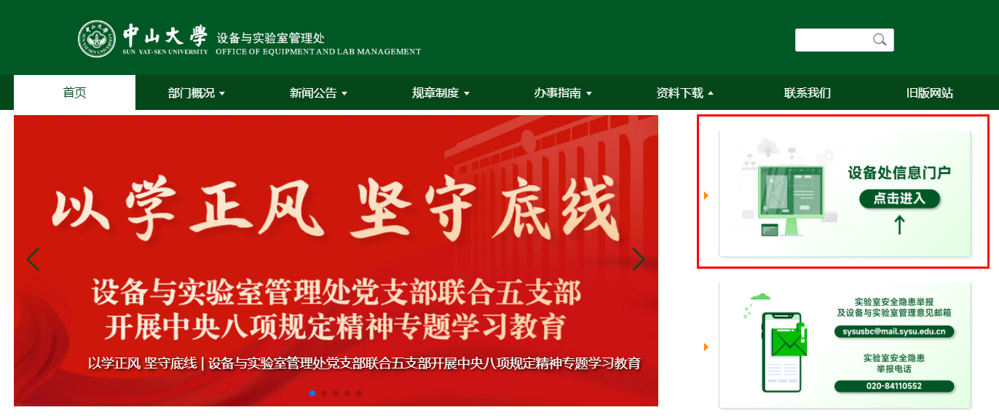 中山大學
SUN YAT-SEN UNIVERSITY
设备与实验室管理处
OFFICE OF EQUIPMENT AND LAB MANAGEMENT
首页
部门概况
新闻公告
规章制度
办事指南
资料下载
联系我们
旧版网站
以学正风 坚守底线
设备与实验室管理处党支部联合五支部
开展中央八项规定精神专题学习教育
以学正风 坚守底线 | 设备与实验室管理处党支部联合五支部开展中央八项规定精神专题学习教育
设备处信息门户
点击进入
实验室安全隐患举报
及设备与实验室管理意见邮箱
sysusbc@mail.sysu.edu.cn
实验室安全隐患
举报电话
020-84110552